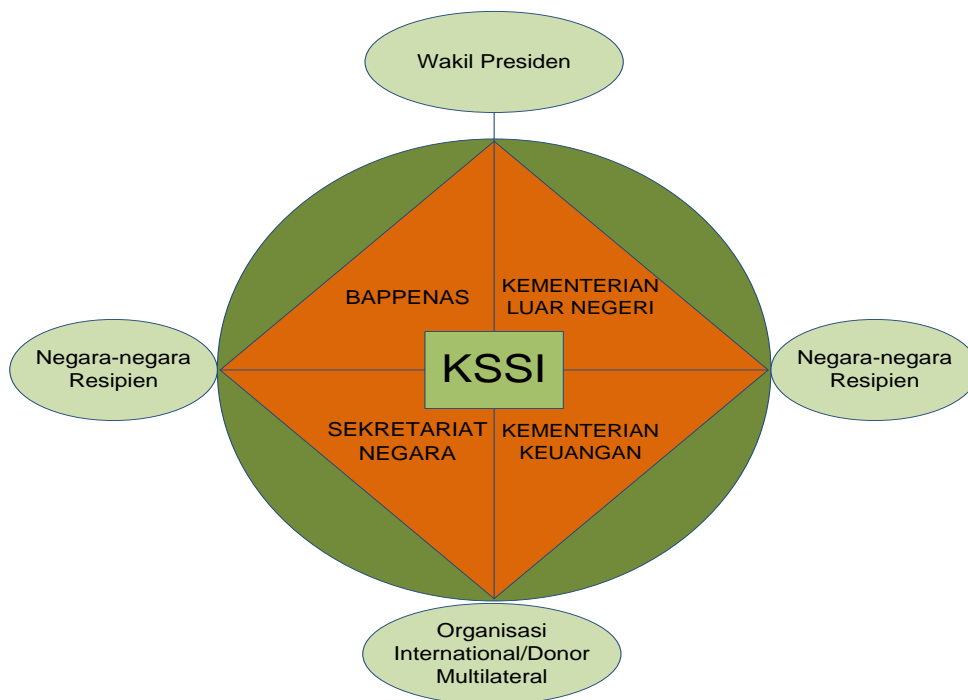 Wakil Presiden
BAPPENAS
KEMENTERIAN
LUAR NEGERI
Negara-negara
Resipien
KSSI
Negara-negara
Resipien
SEKRETARIAT
NEGARA
KEMENTERIAN
KEUANGAN
Organisasi
International/Donor
Multilateral